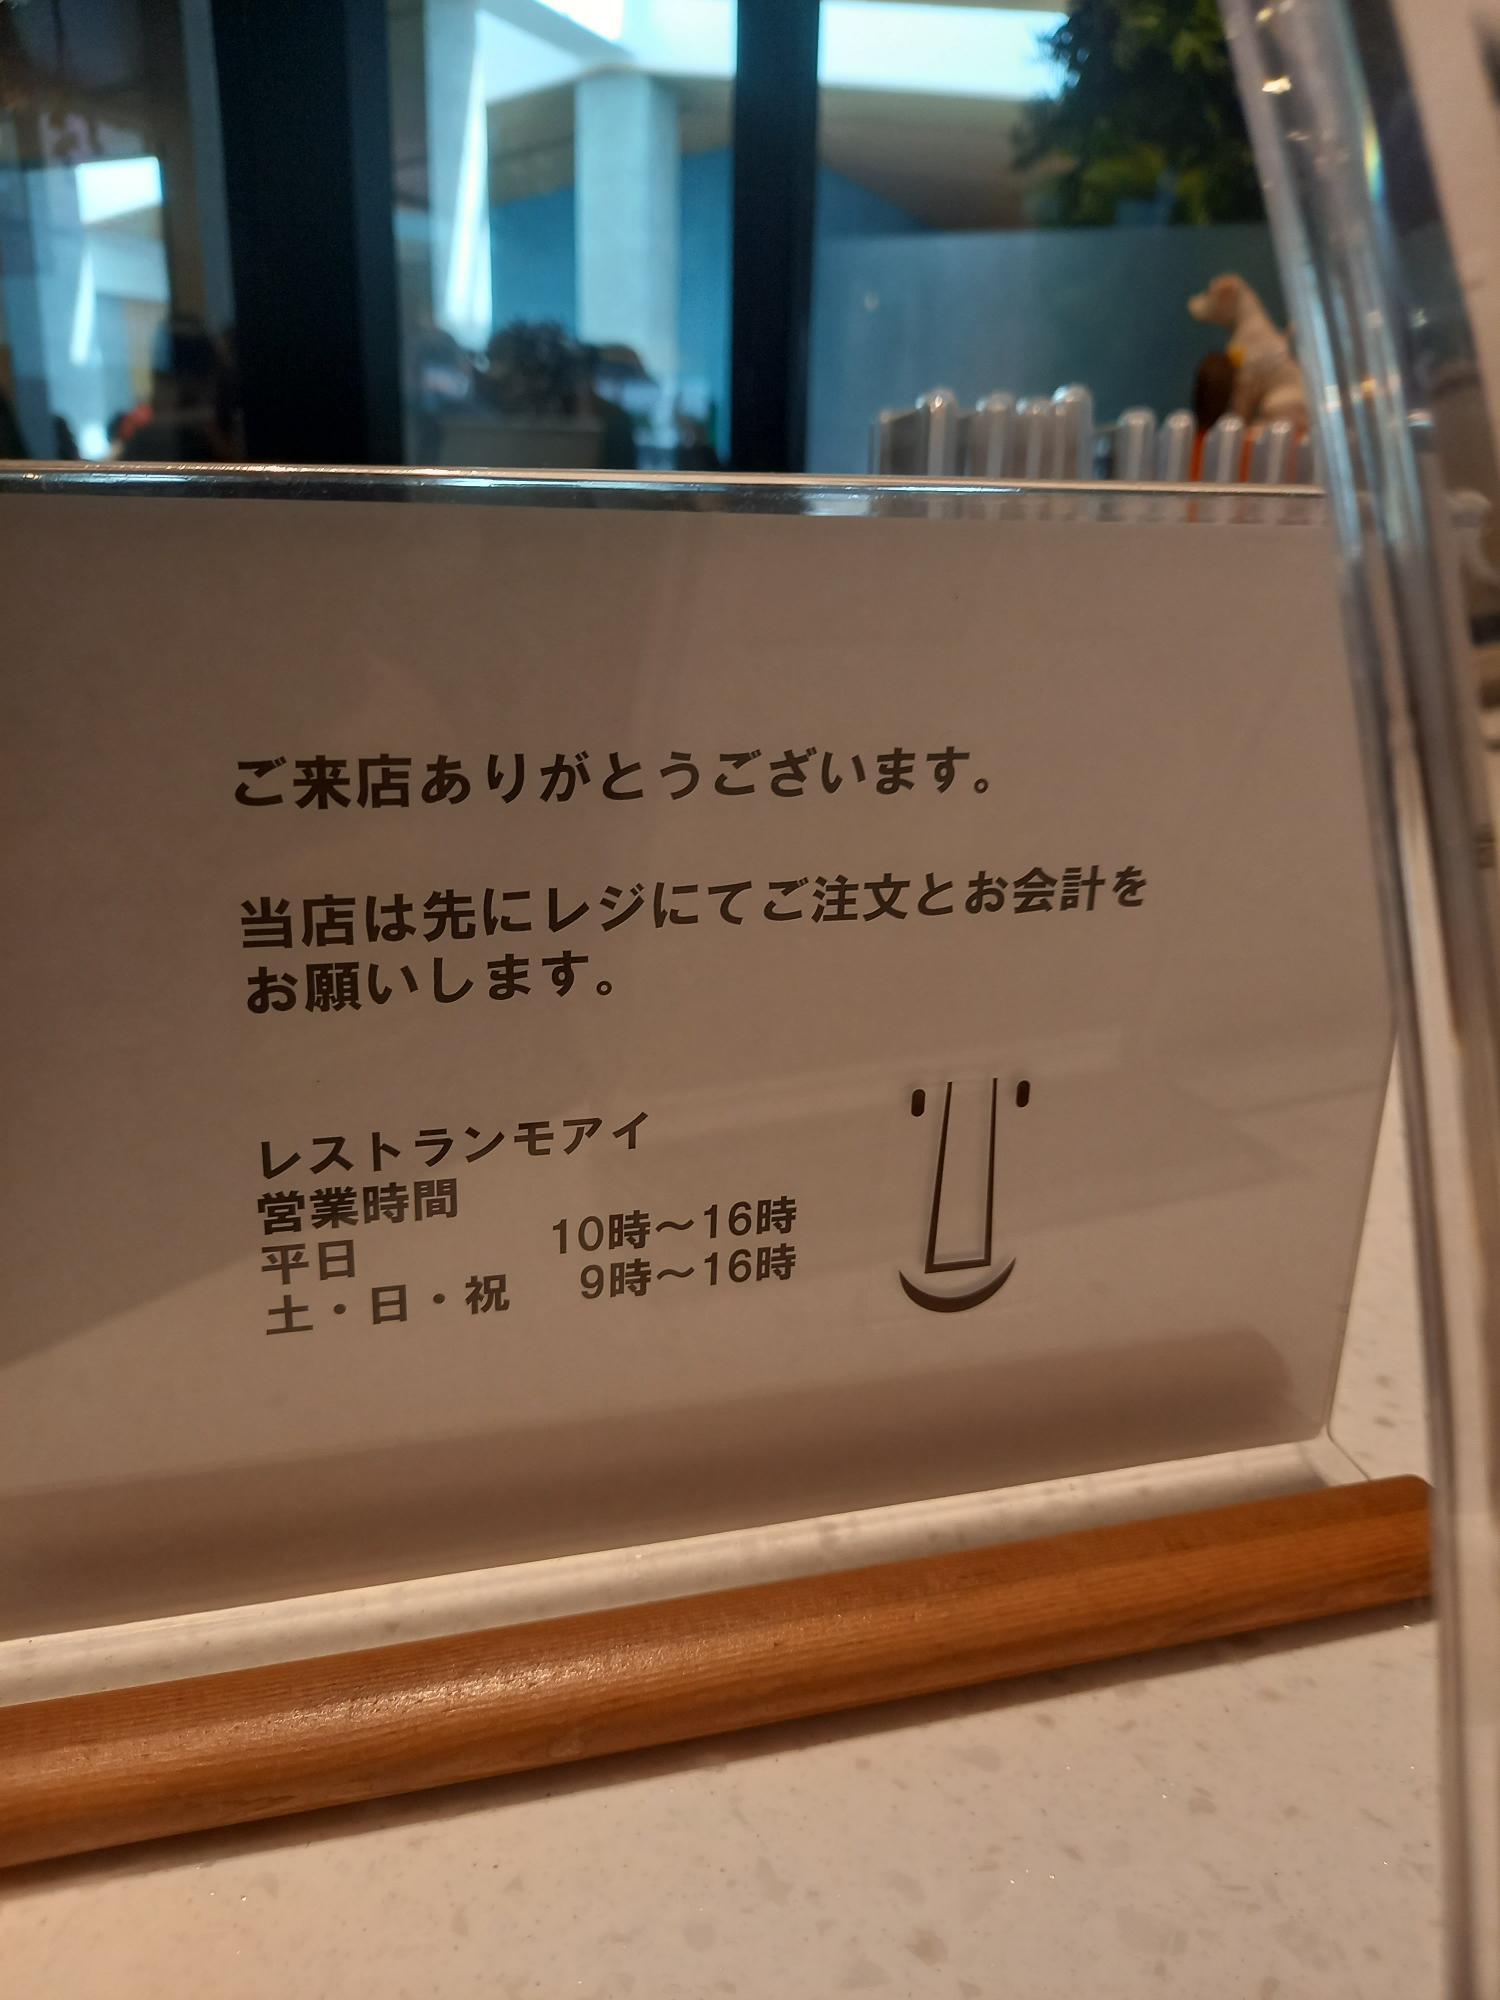 ご来店ありがとうございます。
当店は先にレジにてご注文とお会計を
お願いします。
レストランモアイ
営業時間
平日 10時～16時
土・日・祝 9時～16時